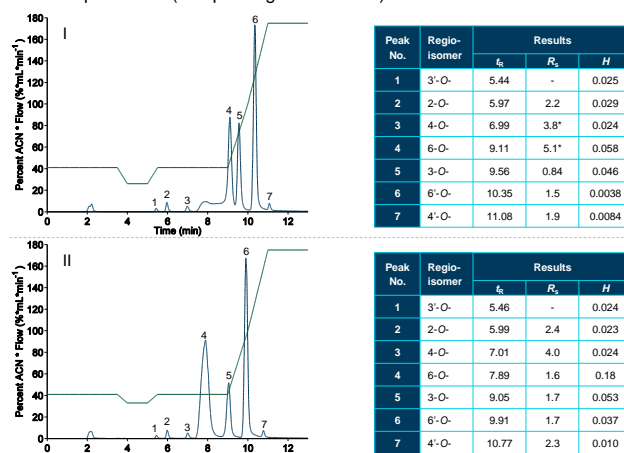 I
Percent ACN * Flow (%*mL*min-1)
180
160
140
120
100
80
60
40
20
0
0 2 4 6 8 10 12
Time (min)
1 2 3 4 5 6 7
Peak No. Regio-isomer Results
tR Rs H
1 3'-O- 5.44 - 0.025
2 2-O- 5.97 2.2 0.029
3 4-O- 6.99 3.8* 0.024
4 6-O- 9.11 5.1* 0.058
5 3-O- 9.56 0.84 0.046
6 6'-O- 10.35 1.5 0.0038
7 4'-O- 11.08 1.9 0.0084
II
Percent ACN * Flow (%*mL*min-1)
180
160
140
120
100
80
60
40
20
0
0 2 4 6 8 10 12
1 2 3 4 5 6 7
Peak No. Regio-isomer Results
tR Rs H
1 3'-O- 5.46 - 0.024
2 2-O- 5.99 2.4 0.023
3 4-O- 7.01 4.0 0.024
4 6-O- 7.89 1.6 0.18
5 3-O- 9.05 1.7 0.053
6 6'-O- 9.91 1.7 0.037
7 4'-O- 10.77 2.3 0.010